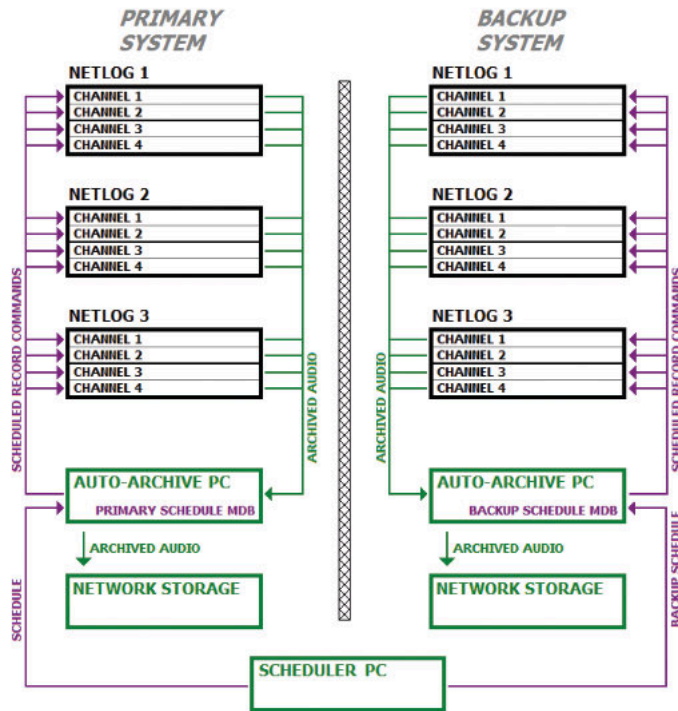 PRIMARY
SYSTEM
NETLOG 1
CHANNEL 1
CHANNEL 2
CHANNEL 3
CHANNEL 4
NETLOG 2
CHANNEL 1
CHANNEL 2
CHANNEL 3
CHANNEL 4
NETLOG 3
CHANNEL 1
CHANNEL 2
CHANNEL 3
CHANNEL 4
SCHEDULED RECORD COMMANDS
ARCHIVED AUDIO
AUTO-ARCHIVE PC
PRIMARY SCHEDULE MDB
ARCHIVED AUDIO
NETWORK STORAGE
SCHEDULE
BACKUP
SYSTEM
NETLOG 1
CHANNEL 1
CHANNEL 2
CHANNEL 3
CHANNEL 4
NETLOG 2
CHANNEL 1
CHANNEL 2
CHANNEL 3
CHANNEL 4
NETLOG 3
CHANNEL 1
CHANNEL 2
CHANNEL 3
CHANNEL 4
ARCHIVED AUDIO
SCHEDULED RECORD COMMANDS
AUTO-ARCHIVE PC
BACKUP SCHEDULE MDB
ARCHIVED AUDIO
NETWORK STORAGE
BACKUP SCHEDULE
SCHEDULER PC